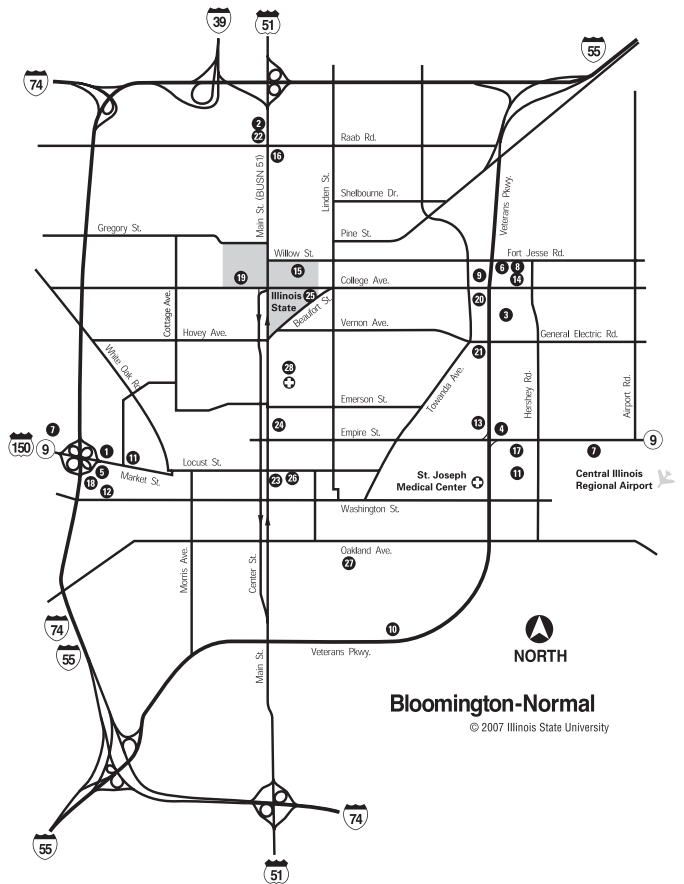 39
51
55
74
2
22
Raab Rd.
16
Main St. (BUSN 51)
Linden St.
Shelbourne Dr.
Veterans Pkwy.
Gregory St.
Pine St.
Willow St.
Fort Jesse Rd.
19
15
9
6
8
14
College Ave.
Illinois
State
25
Beaufort St.
20
3
Cottage Ave.
Hovey Ave.
Vernon Ave.
General Electric Rd.
White Oak Rd.
21
28
Towanda Ave.
Hershey Rd.
Airport Rd.
Emerson St.
24
13
4
7
Empire St.
9
150
9
1
11
17
7
Locust St.
5
Market St.
18
12
23
26
St. Joseph
Medical Center
11
Central Illinois
Regional Airport
Washington St.
Morris Ave.
Center St.
Oakland Ave.
27
74
55
10
Main St.
Veterans Pkwy.
NORTH
Bloomington-Normal
© 2007 Illinois State University
55
74
51